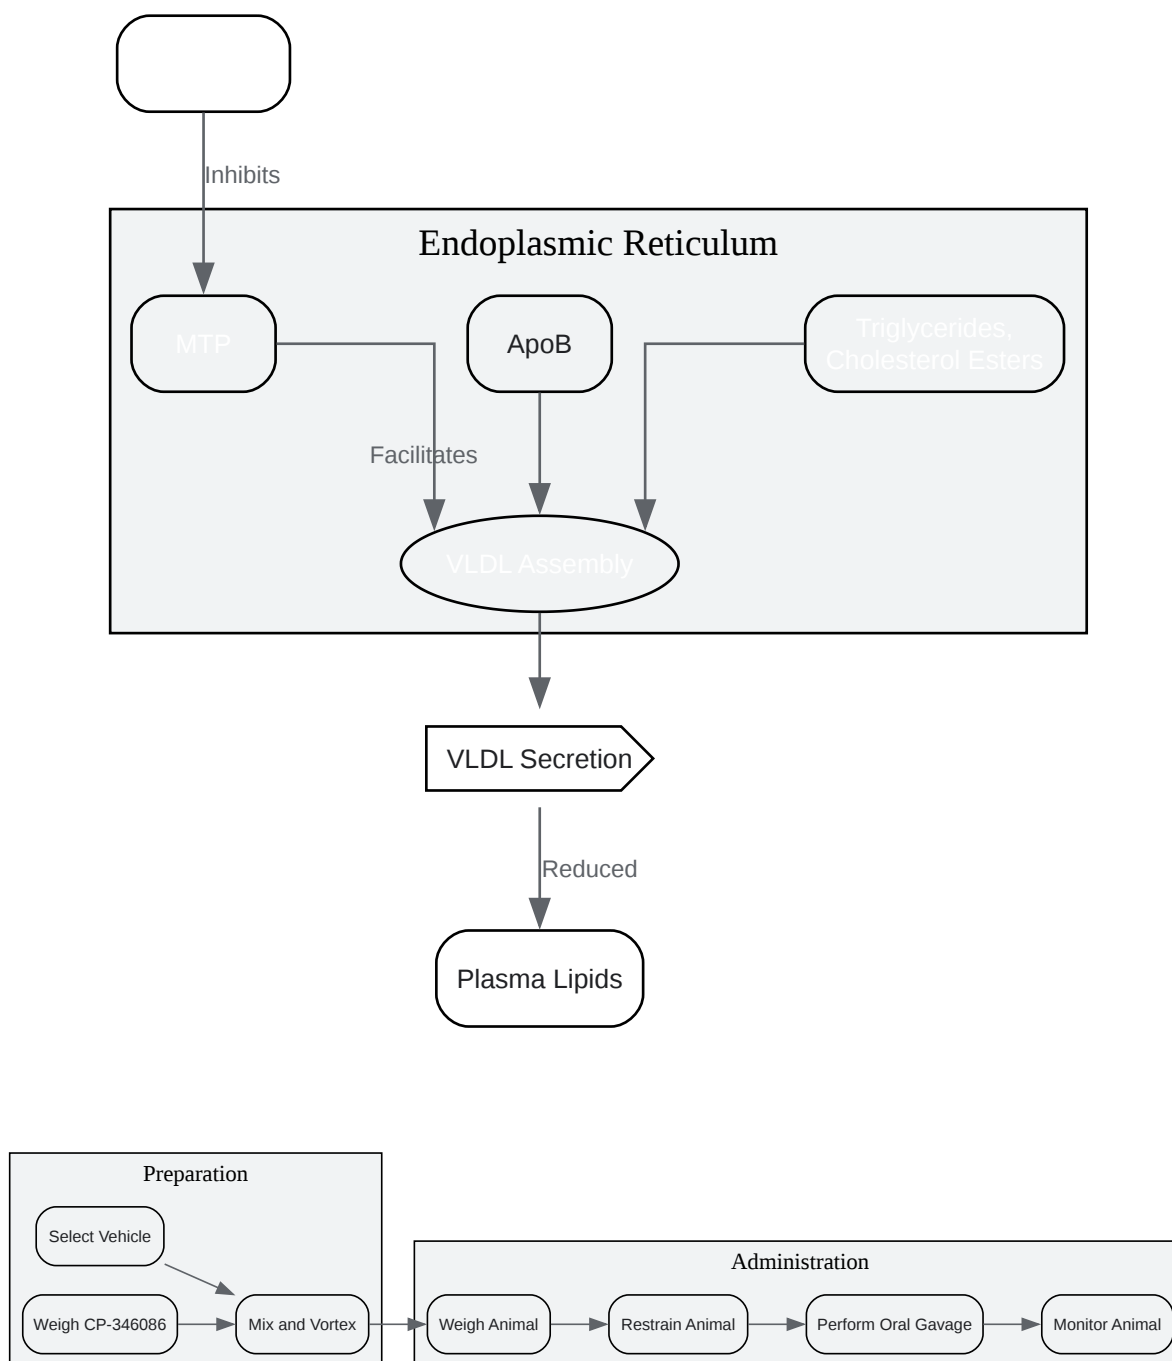 Inhibits
Endoplasmic Reticulum
MTP
ApoB
Triglycerides,
Cholesterol Esters
Facilitates
VLDL Assembly
VLDL Secretion
Reduced
Plasma Lipids
Preparation
Select Vehicle
Weigh CP-346086
Mix and Vortex
Administration
Weigh Animal
Restrain Animal
Perform Oral Gavage
Monitor Animal